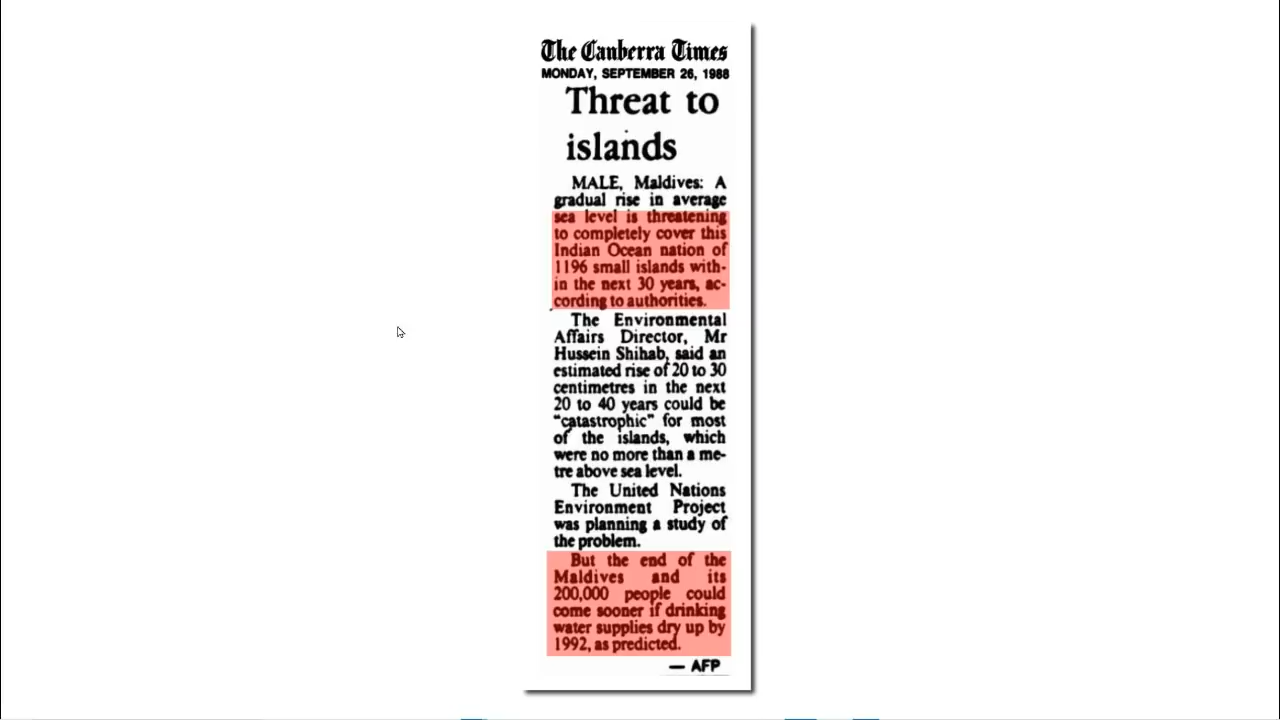 The Canberra Times
MONDAY, SEPTEMBER 26, 1988
Threat to
islands
MALE, Maldives: A
gradual rise in average
sea level is threatening
to completely cover this
Indian Ocean nation of
1196 small islands with-
in the next 30 years, ac-
cording to authorities.
The Environmental
Affairs Director, Mr
Hussein Shihab, said an
estimated rise of 20 to 30
centimetres in the next
20 to 40 years could be
"catastrophic" for most
of the islands, which
were no more than a me-
tre above sea level.
The United Nations
Environment Project
was planning a study of
the problem.
But the end of the
Maldives and its
200,000 people could
come sooner if drinking
water supplies dry up by
1992, as predicted.
— AFP